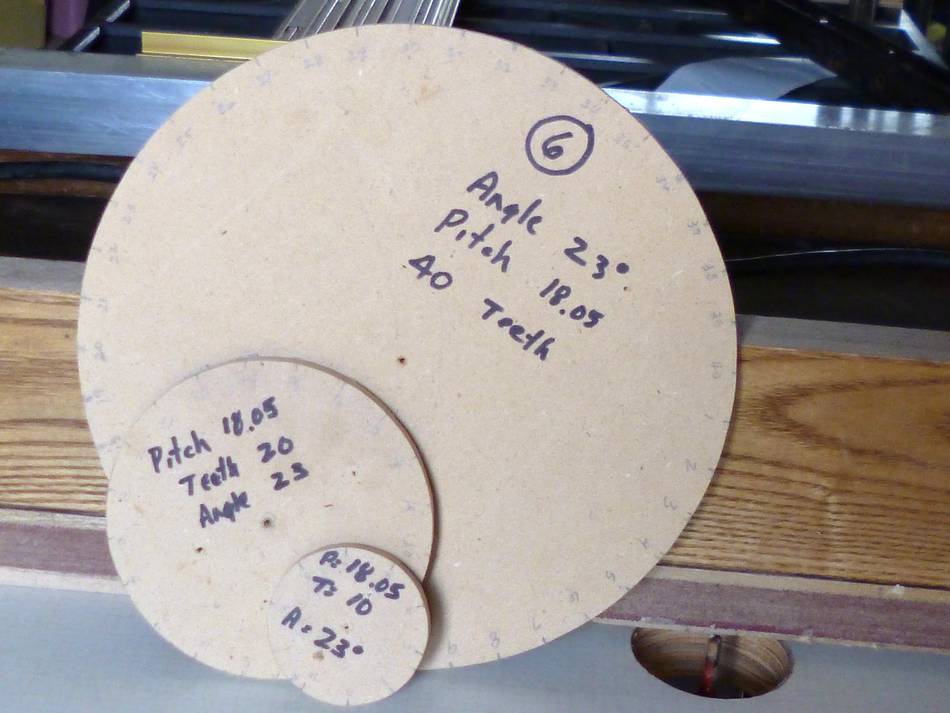 6
Angle 23°
Pitch 18.05
40 Teeth
Pitch 18.05
Teeth 20
Angle 23
P= 18.05
T= 10
A= 23°